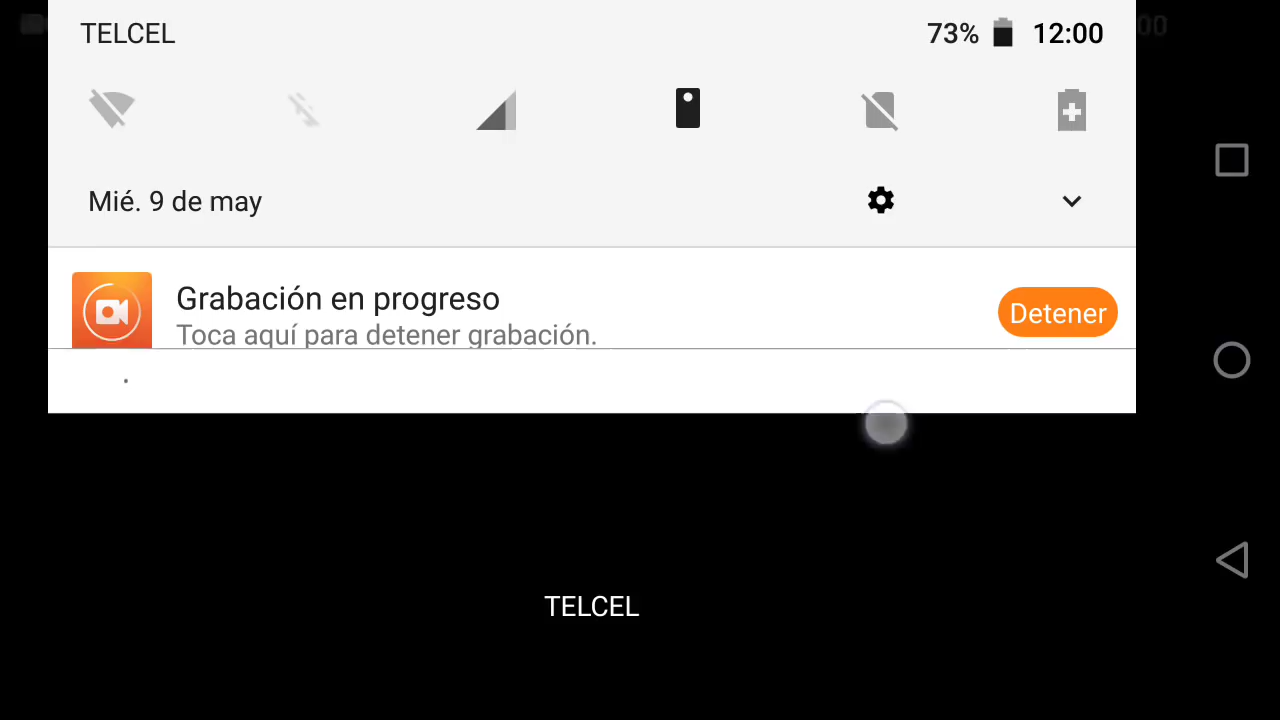 TELCEL
73% 12:00
Mié. 9 de may
Grabación en progreso
Toca aquí para detener grabación.
Detener
TELCEL